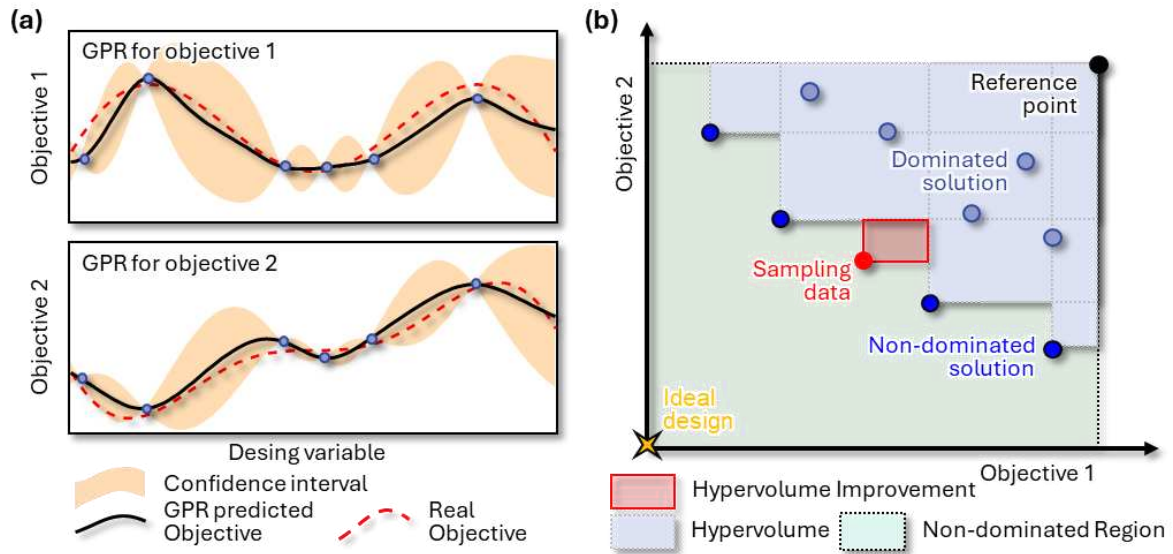 (a)
GPR for objective 1
Objective 1
GPR for objective 2
Objective 2
Desing variable
Confidence interval
GPR predicted
Objective
Real
Objective
(b)
Objective 2
Reference
point
Dominated
solution
Sampling
data
Non-dominated
solution
Ideal
design
Objective 1
Hypervolume Improvement
Hypervolume
Non-dominated Region